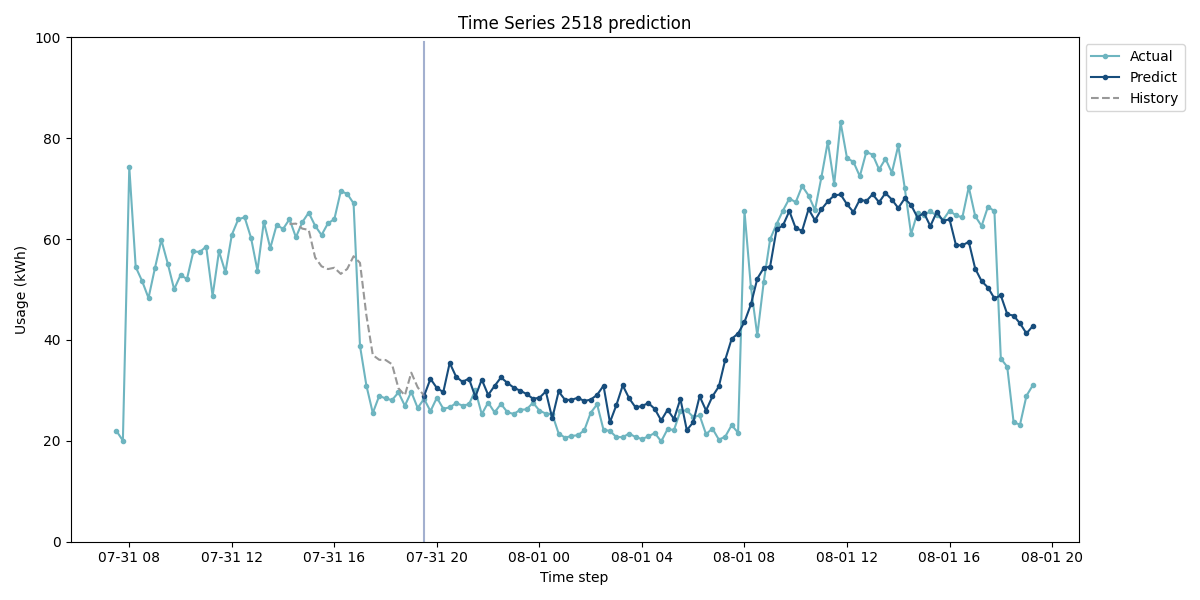 Time Series 2518 prediction
100
80
60
40
20
0
Usage (kWh)
07-31 08
07-31 12
07-31 16
07-31 20
08-01 00
08-01 04
08-01 08
08-01 12
08-01 16
08-01 20
Time step
Actual
Predict
History